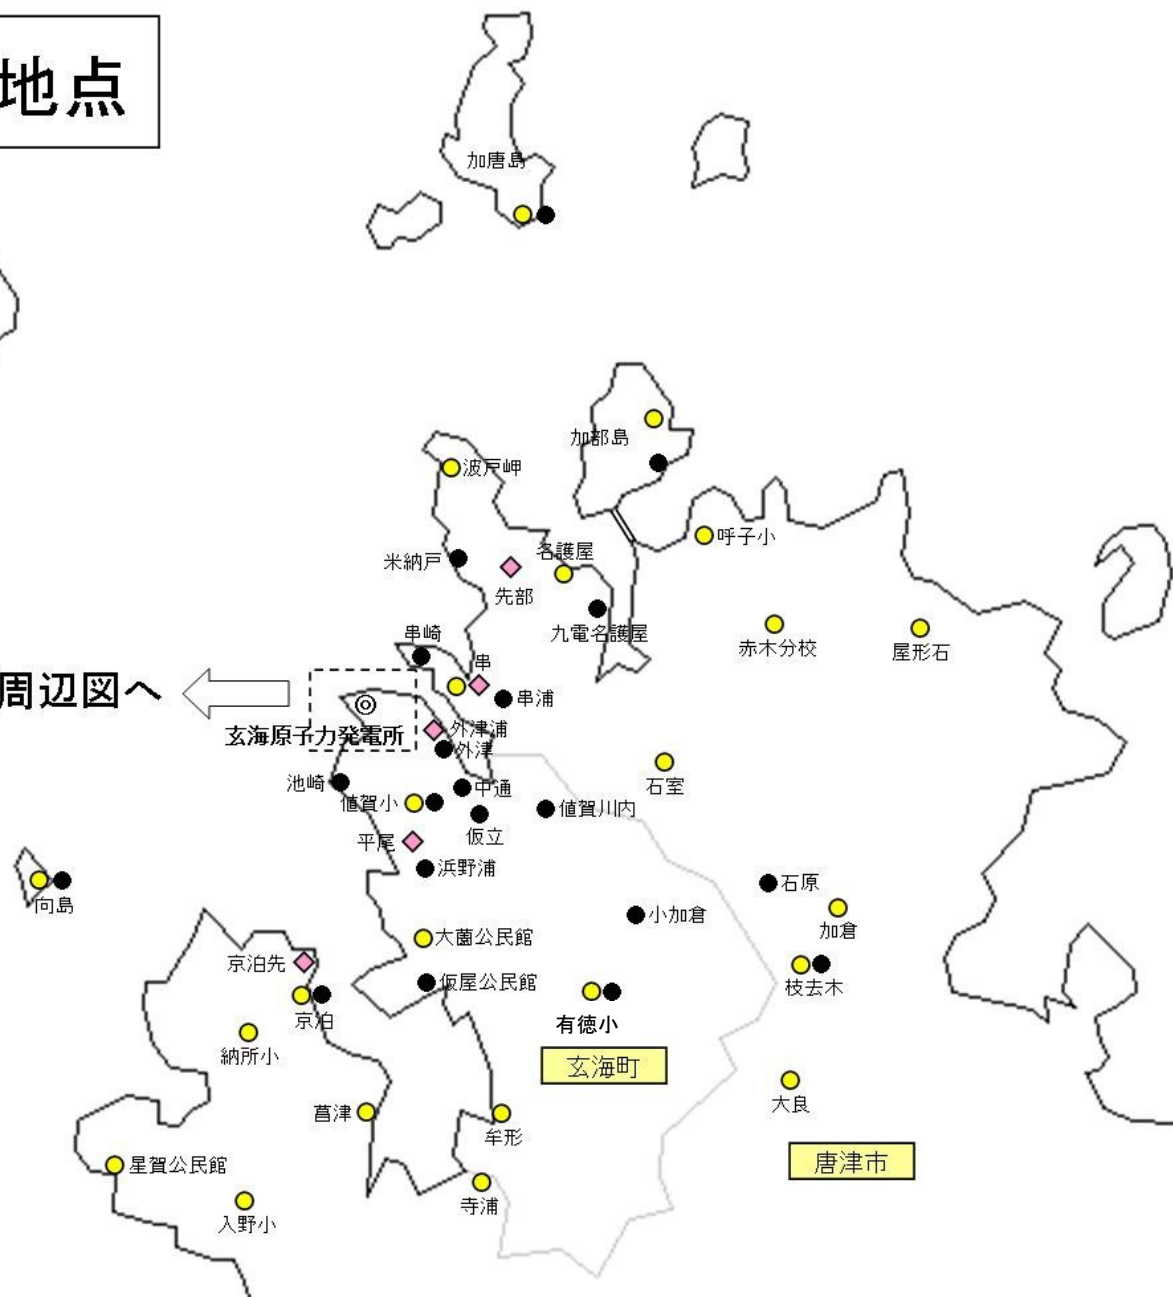 地点
加唐島
加部島
波戸岬
呼子小
名護屋
米納戸
先部
九電名護屋
串崎
赤木分校
屋形石
串
周辺図へ
串浦
外津浦
玄海原子力発電所
外津
石室
池崎
中通
値賀小
値賀川内
仮立
平尾
浜野浦
石原
向島
小加倉
加倉
大薗公民館
京泊先
仮屋公民館
枝去木
京泊
有徳小
納所小
玄海町
大良
菖津
牟形
星賀公民館
唐津市
寺浦
入野小